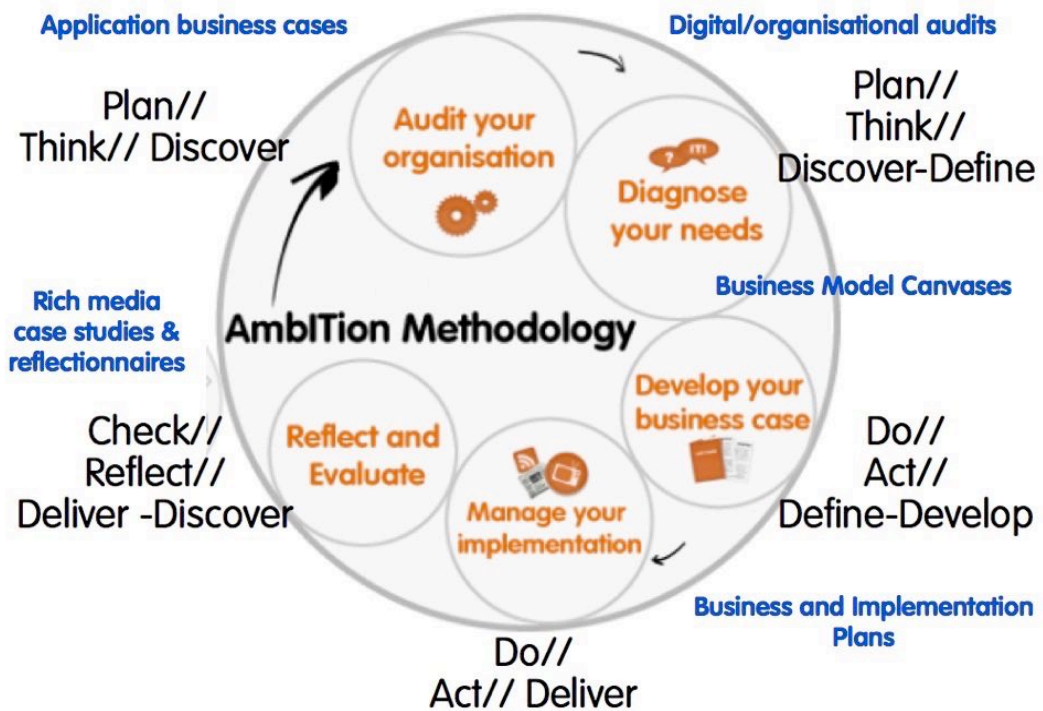 Application business cases
Digital/organisational audits
Plan//
Think// Discover
Audit your
organisation
Plan//
Think//
Discover-Define
? IT!
Diagnose
your needs
Business Model Canvases
Rich media
case studies &
reflectionnaires
AmbITion Methodology
Develop your
business case
Do//
Act//
Define-Develop
Check//
Reflect//
Deliver -Discover
Reflect and
Evaluate
Manage your
implementation
Business and Implementation
Plans
Do//
Act// Deliver